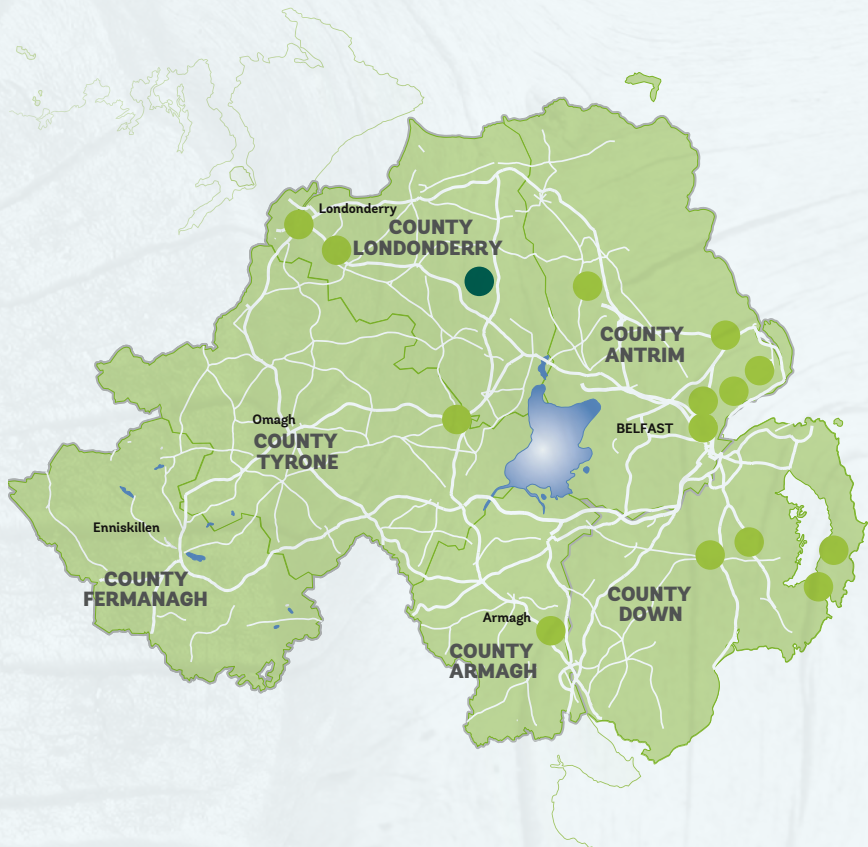 Londonderry
COUNTY
LONDONDERRY
COUNTY
ANTRIM
Omagh
COUNTY
TYRONE
BELFAST
Enniskillen
COUNTY
FERMANAGH
COUNTY
DOWN
Armagh
COUNTY
ARMAGH